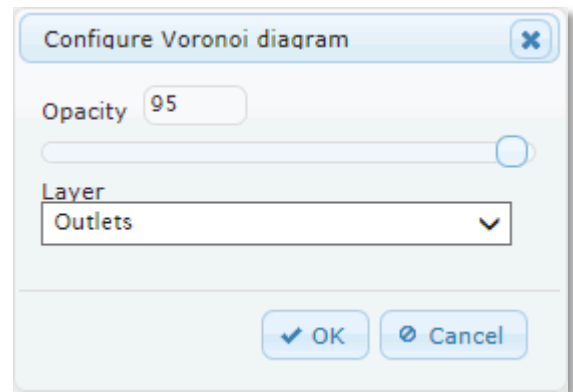 Configure Voronoi diagram
Opacity 95
Layer
Outlets
OK Cancel